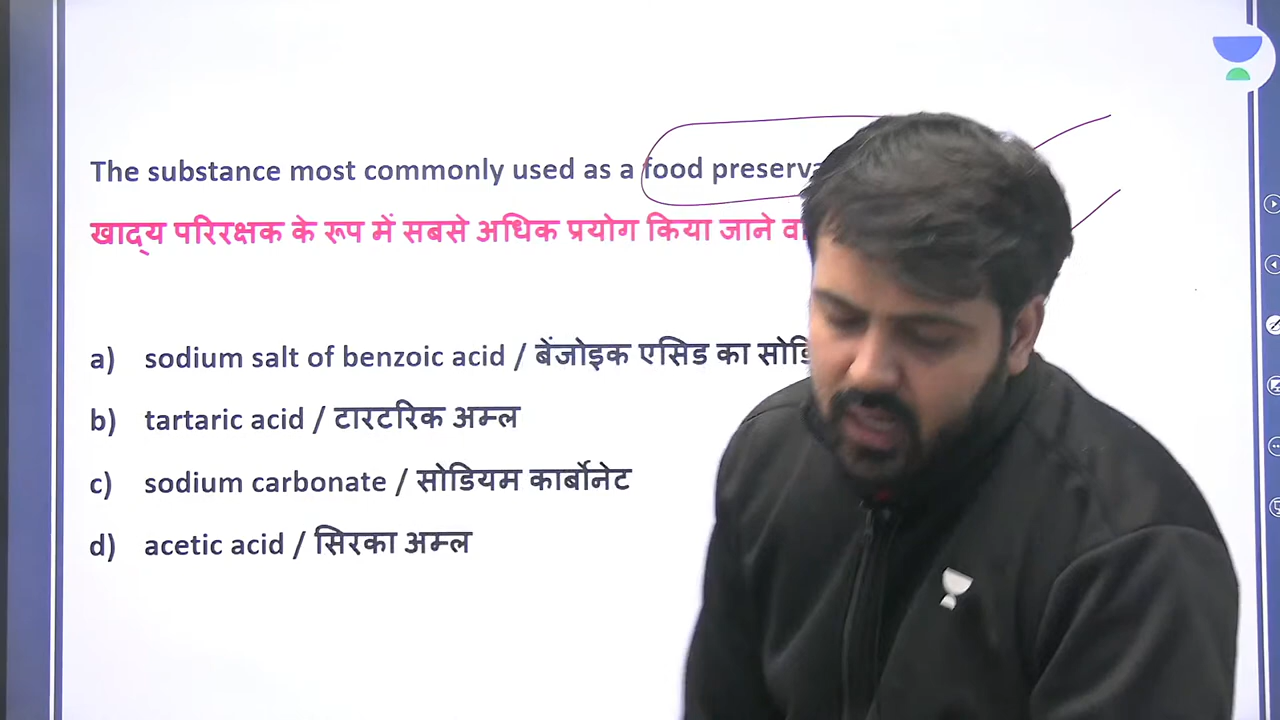 The substance most commonly used as a food
खाद्य परिरक्षक के रूप में सबसे अधिक प्रयोग किया जाने
a) sodium salt of benzoic acid / बेंजोइक एसिड का
b) tartaric acid / टारटरिक अम्ल
c) sodium carbonate / सोडियम कार्बोनेट
d) acetic acid / सिरका अम्ल